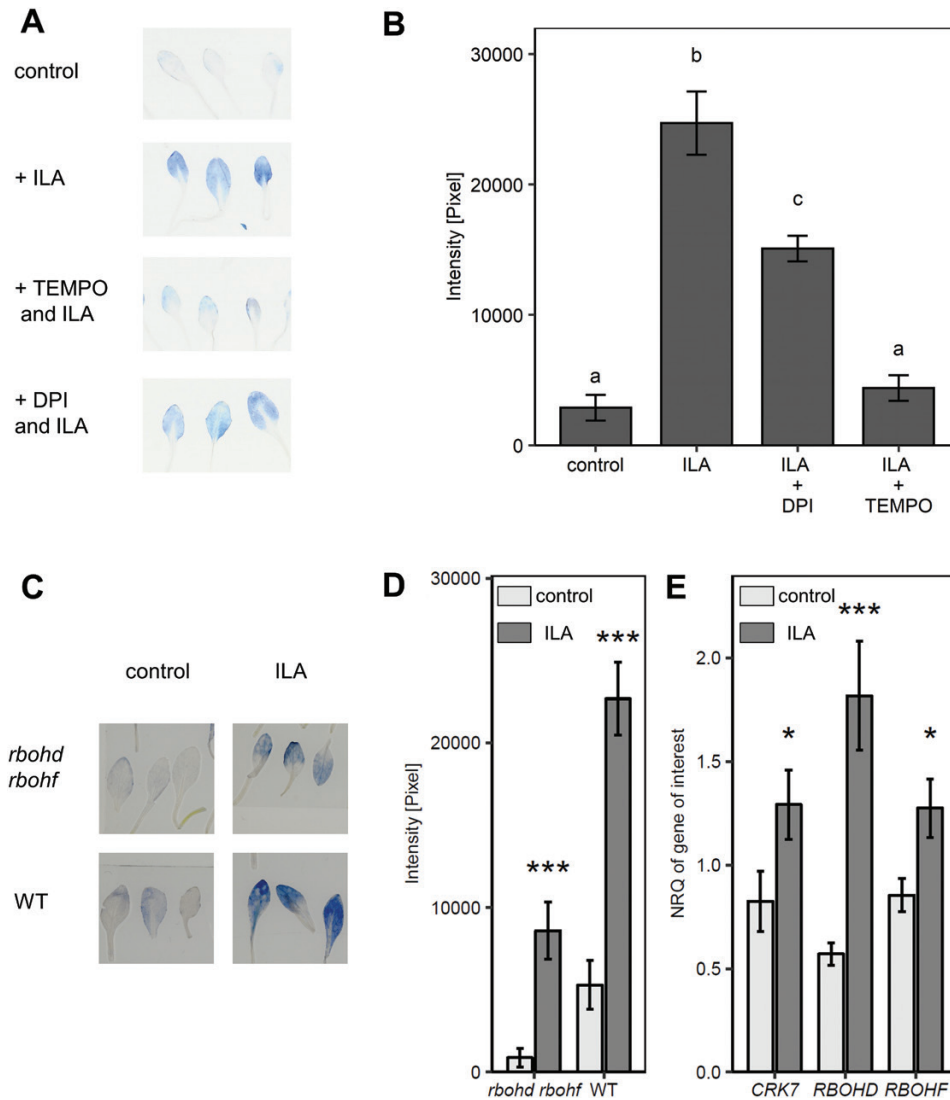 A
control
+ ILA
+ TEMPO
and ILA
+ DPI
and ILA
B
Intensity [Pixel]
30000
20000
10000
0
a
b
c
a
control
ILA
ILA
+
DPI
ILA
+
TEMPO
C
control
ILA
rbohd
rbohf
WT
D
Intensity [Pixel]
30000
20000
10000
0
control
ILA
***
***
rbohd rbohf
WT
E
NRQ of gene of interest
2.0
1.5
1.0
0.5
0.0
control
ILA
*
***
*
CRK7
RBOHD
RBOHF